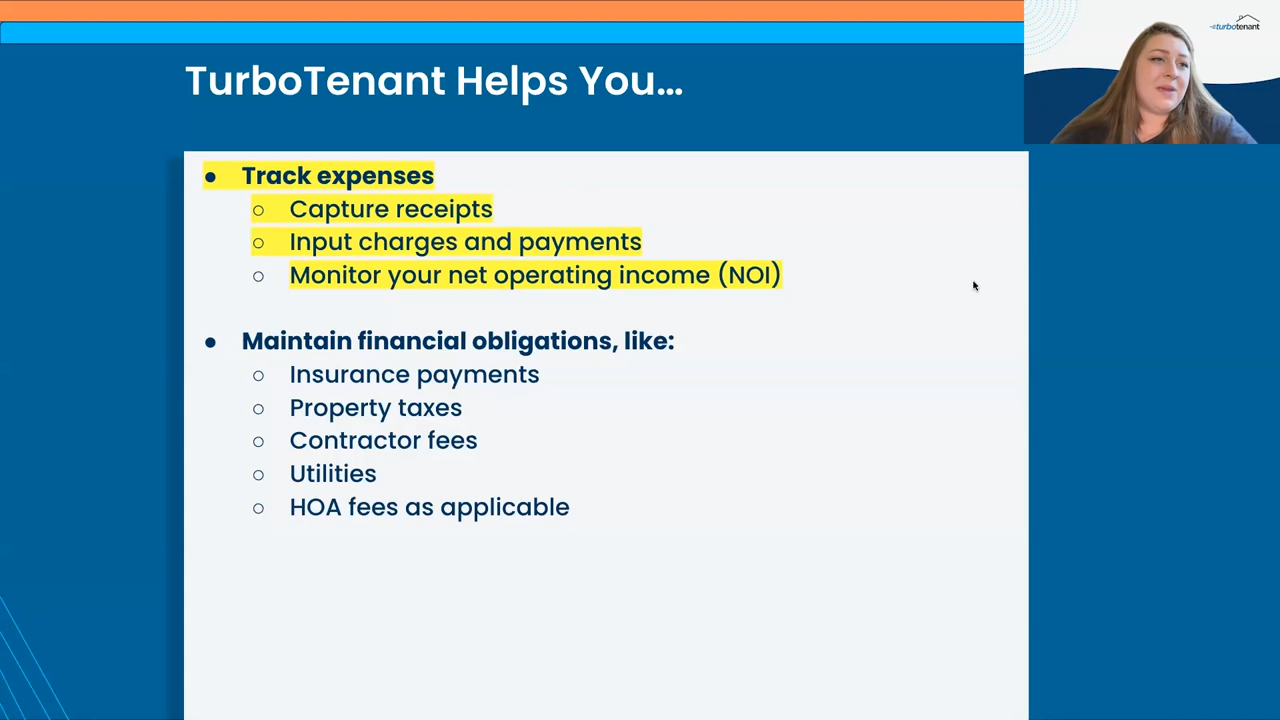 TurboTenant Helps You...
turbotenant
● Track expenses
○ Capture receipts
○ Input charges and payments
○ Monitor your net operating income (NOI)
● Maintain financial obligations, like:
○ Insurance payments
○ Property taxes
○ Contractor fees
○ Utilities
○ HOA fees as applicable